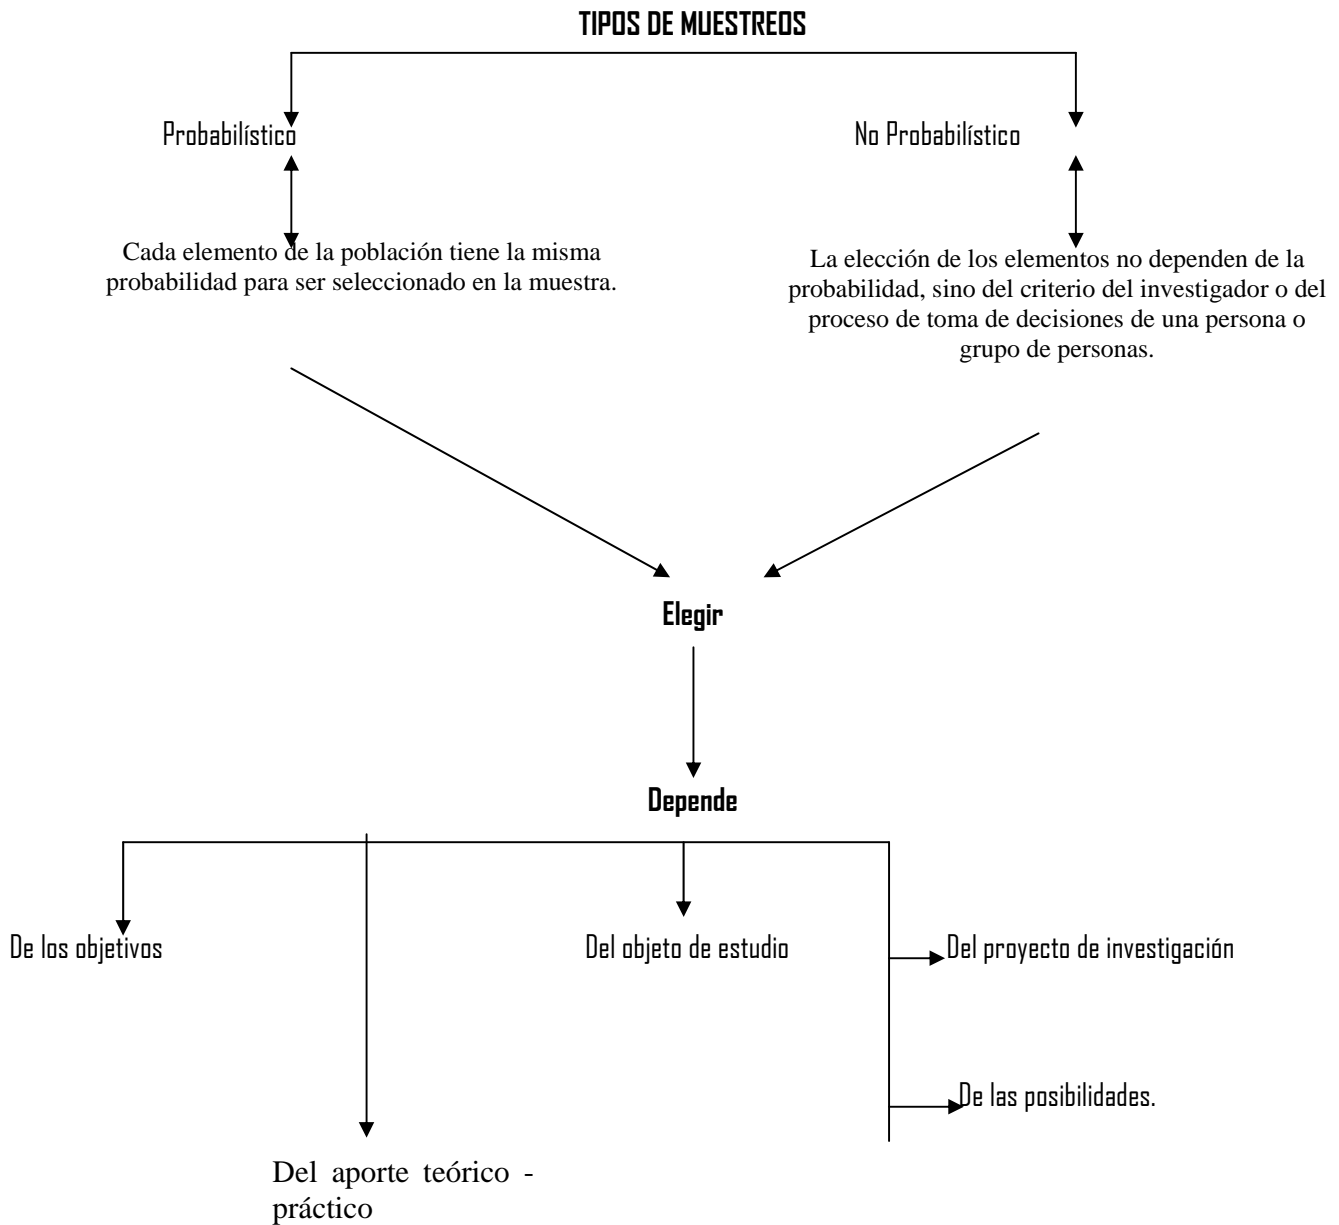 TIPOS DE MUESTREOS
Probabilístico
No Probabilístico
Cada elemento de la población tiene la misma
probabilidad para ser seleccionado en la muestra.
La elección de los elementos no dependen de la
probabilidad, sino del criterio del investigador o del
proceso de toma de decisiones de una persona o
grupo de personas.
Elegir
Depende
De los objetivos
Del objeto de estudio
Del proyecto de investigación
De las posibilidades.
Del aporte teórico -
práctico